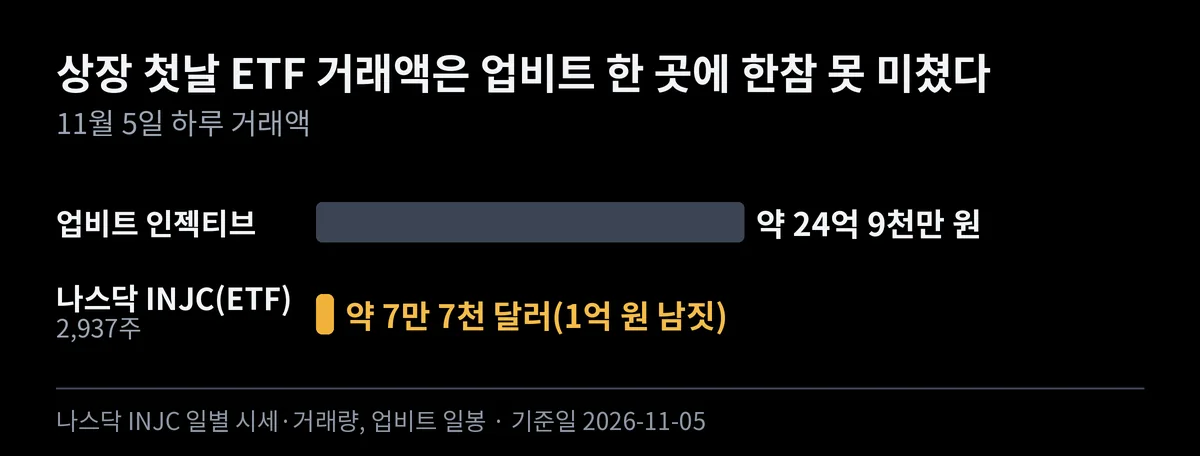 상장 첫날 ETF 거래액은 업비트 한 곳에 한참 못 미쳤다
11월 5일 하루 거래액
업비트 인젝티브
약 24억 9천만 원
나스닥 INJC(ETF)
2,937주
약 7만 7천 달러(1억 원 남짓)
나스닥 INJC 일별 시세·거래량, 업비트 일봉 · 기준일 2026-11-05